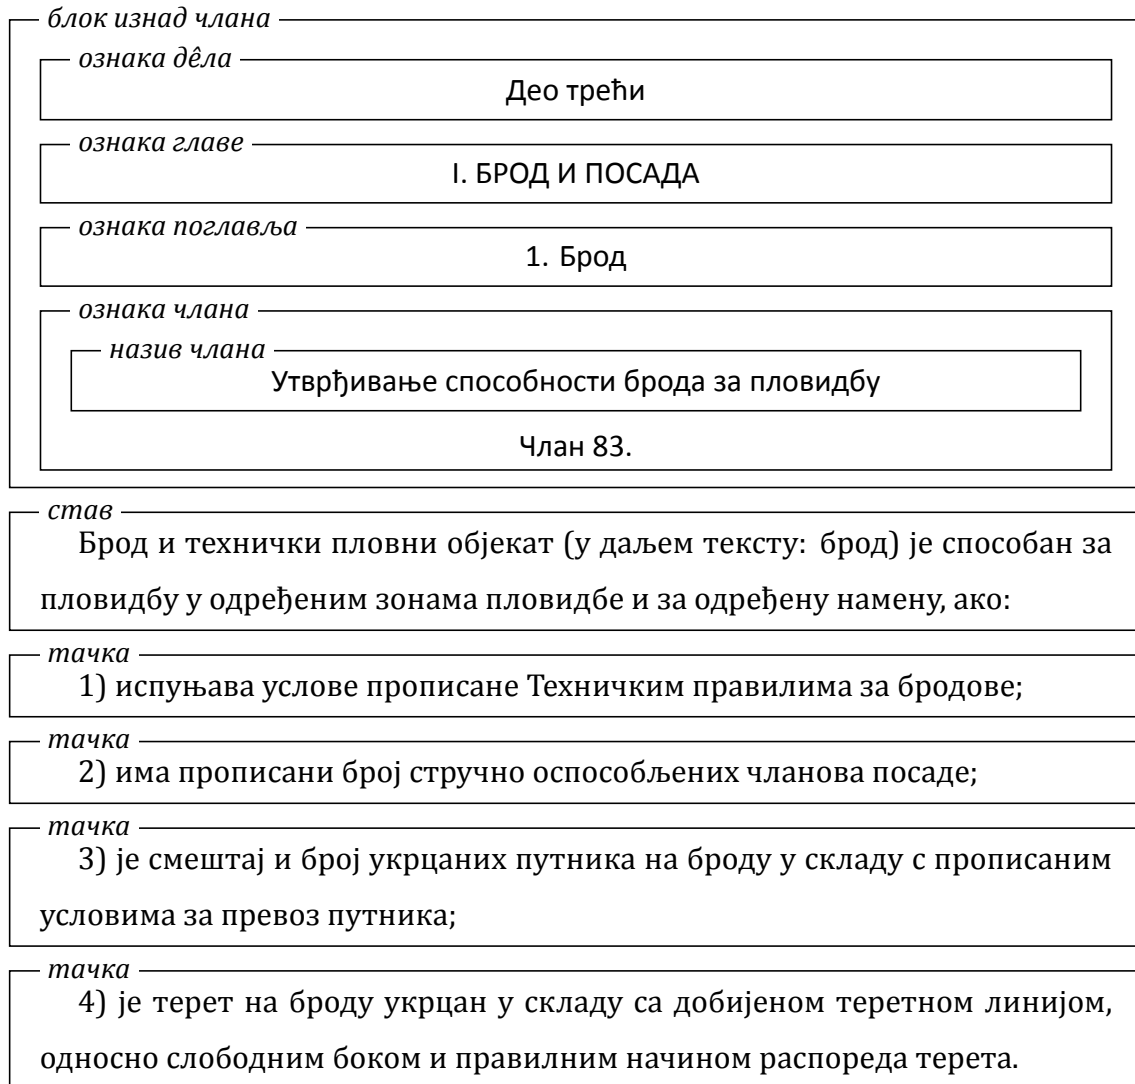 блок изнад члана
ознака де̑ла
Део трећи
ознака главе
I. БРОД И ПОСАДА
ознака поглавља
1. Брод
ознака члана
назив члана
Утврђивање способности брода за пловидбу
Члан 83.
став
Брод и технички пловни објекат (у даљем тексту: брод) је способан за
пловидбу у одређеним зонама пловидбе и за одређену намену, ако:
тачка
1) испуњава услове прописане Техничким правилима за бродове;
тачка
2) има прописани број стручно оспособљених чланова посаде;
тачка
3) је смештај и број укрцаних путника на броду у складу с прописаним
условима за превоз путника;
тачка
4) је терет на броду укрцан у складу са добијеном теретном линијом,
односно слободним боком и правилним начином распореда терета.